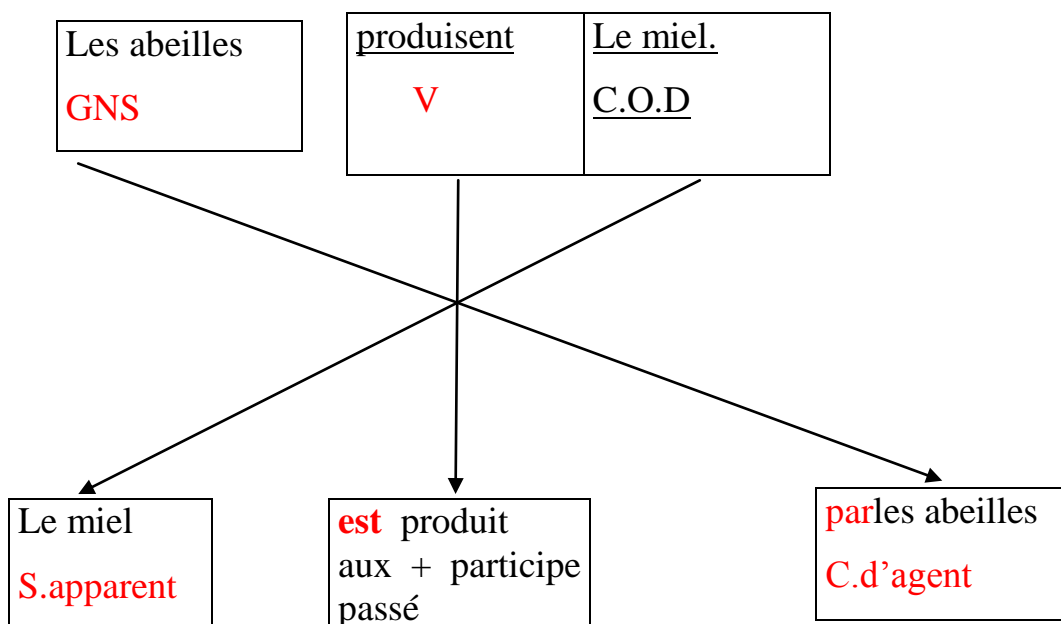 Les abeilles
GNS
produisent
V
Le miel.
C.O.D
Le miel
S.apparent
est produit
aux + participe
passé
parles abeilles
C.d’agent